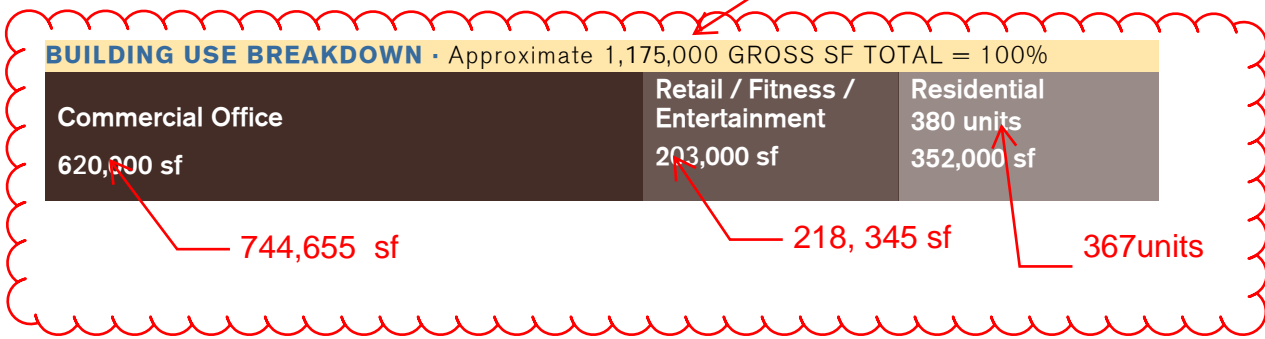 BUILDING USE BREAKDOWN · Approximate 1,175,000 GROSS SF TOTAL = 100%
Commercial Office
620,000 sf
Retail / Fitness /
Entertainment
203,000 sf
Residential
380 units
352,000 sf
744,655 sf
218, 345 sf
367units